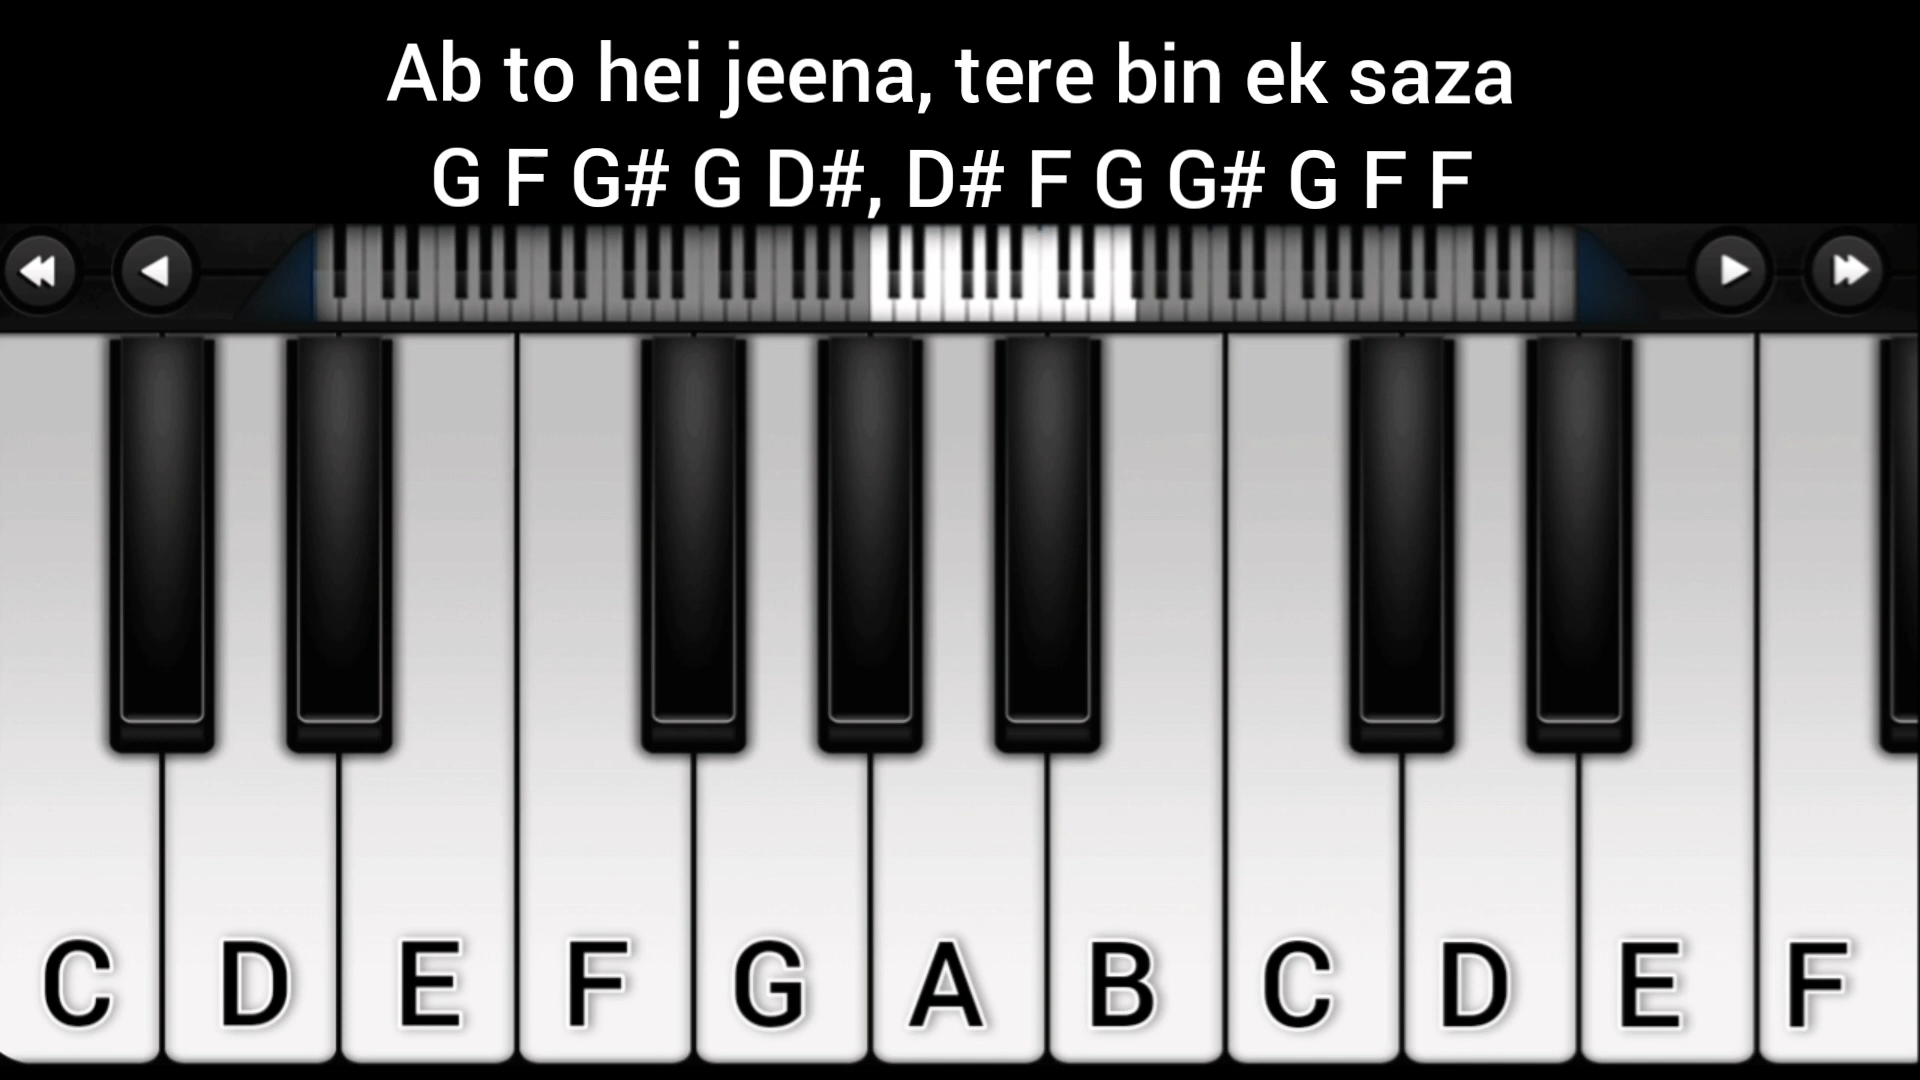 Ab to hei jeena, tere bin ek saza
G F G# G D#, D# F G G# G F F
C D E F G A B C D E F